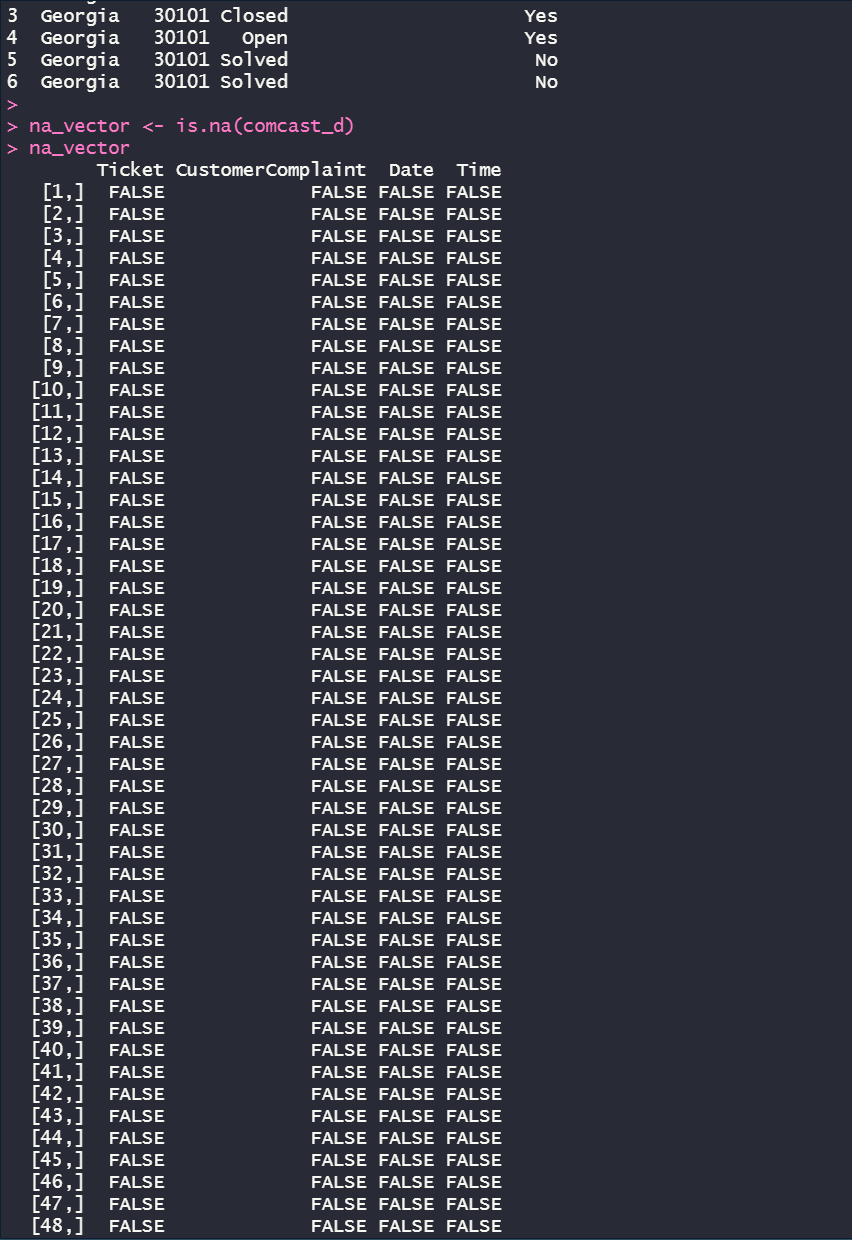 3  Georgia   30101 Closed                     Yes
4  Georgia   30101   Open                     Yes
5  Georgia   30101 Solved                      No
6  Georgia   30101 Solved                      No
>
> na_vector <- is.na(comcast_d)
> na_vector
        Ticket CustomerComplaint  Date  Time
   [1,]  FALSE             FALSE FALSE FALSE
   [2,]  FALSE             FALSE FALSE FALSE
   [3,]  FALSE             FALSE FALSE FALSE
   [4,]  FALSE             FALSE FALSE FALSE
   [5,]  FALSE             FALSE FALSE FALSE
   [6,]  FALSE             FALSE FALSE FALSE
   [7,]  FALSE             FALSE FALSE FALSE
   [8,]  FALSE             FALSE FALSE FALSE
   [9,]  FALSE             FALSE FALSE FALSE
  [10,]  FALSE             FALSE FALSE FALSE
  [11,]  FALSE             FALSE FALSE FALSE
  [12,]  FALSE             FALSE FALSE FALSE
  [13,]  FALSE             FALSE FALSE FALSE
  [14,]  FALSE             FALSE FALSE FALSE
  [15,]  FALSE             FALSE FALSE FALSE
  [16,]  FALSE             FALSE FALSE FALSE
  [17,]  FALSE             FALSE FALSE FALSE
  [18,]  FALSE             FALSE FALSE FALSE
  [19,]  FALSE             FALSE FALSE FALSE
  [20,]  FALSE             FALSE FALSE FALSE
  [21,]  FALSE             FALSE FALSE FALSE
  [22,]  FALSE             FALSE FALSE FALSE
  [23,]  FALSE             FALSE FALSE FALSE
  [24,]  FALSE             FALSE FALSE FALSE
  [25,]  FALSE             FALSE FALSE FALSE
  [26,]  FALSE             FALSE FALSE FALSE
  [27,]  FALSE             FALSE FALSE FALSE
  [28,]  FALSE             FALSE FALSE FALSE
  [29,]  FALSE             FALSE FALSE FALSE
  [30,]  FALSE             FALSE FALSE FALSE
  [31,]  FALSE             FALSE FALSE FALSE
  [32,]  FALSE             FALSE FALSE FALSE
  [33,]  FALSE             FALSE FALSE FALSE
  [34,]  FALSE             FALSE FALSE FALSE
  [35,]  FALSE             FALSE FALSE FALSE
  [36,]  FALSE             FALSE FALSE FALSE
  [37,]  FALSE             FALSE FALSE FALSE
  [38,]  FALSE             FALSE FALSE FALSE
  [39,]  FALSE             FALSE FALSE FALSE
  [40,]  FALSE             FALSE FALSE FALSE
  [41,]  FALSE             FALSE FALSE FALSE
  [42,]  FALSE             FALSE FALSE FALSE
  [43,]  FALSE             FALSE FALSE FALSE
  [44,]  FALSE             FALSE FALSE FALSE
  [45,]  FALSE             FALSE FALSE FALSE
  [46,]  FALSE             FALSE FALSE FALSE
  [47,]  FALSE             FALSE FALSE FALSE
  [48,]  FALSE             FALSE FALSE FALSE